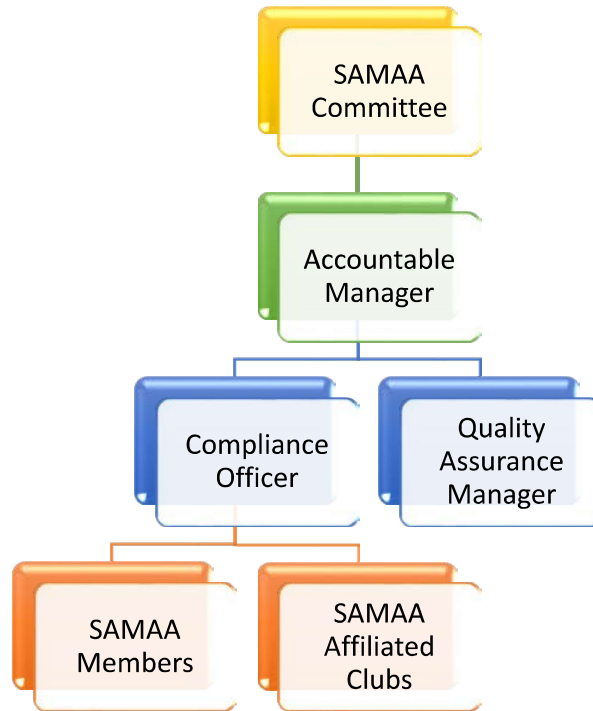 SAMAA
Committee
Accountable
Manager
Compliance
Officer
Quality
Assurance
Manager
SAMAA
Members
SAMAA
Affiliated
Clubs